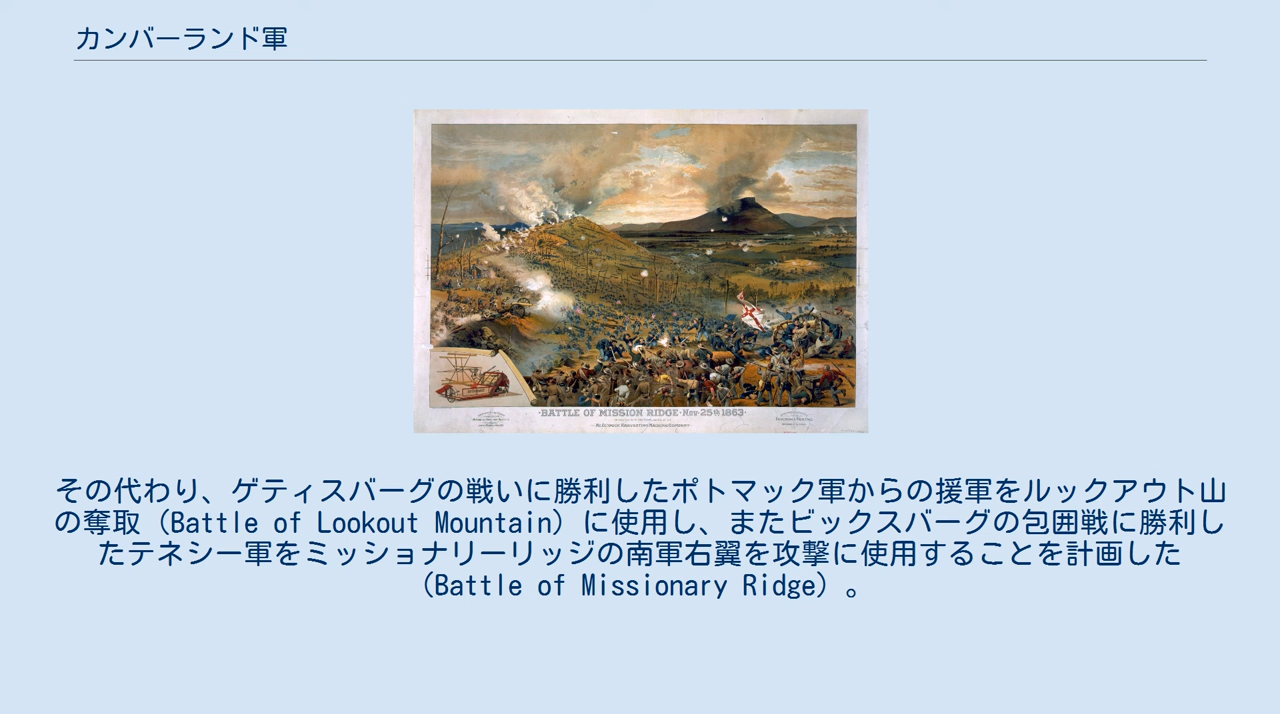 カンバーランド軍
·BATTLE OF MISSION RIDGE·Nov. 25th 1863·
その代わり、ゲティスバーグの戦いに勝利したポトマック軍からの援軍をルックアウト山
の奪取（Battle of Lookout Mountain）に使用し、またビックスバーグの包囲戦に勝利し
たテネシー軍をミッショナリーリッジの南軍右翼を攻撃に使用することを計画した
（Battle of Missionary Ridge）。